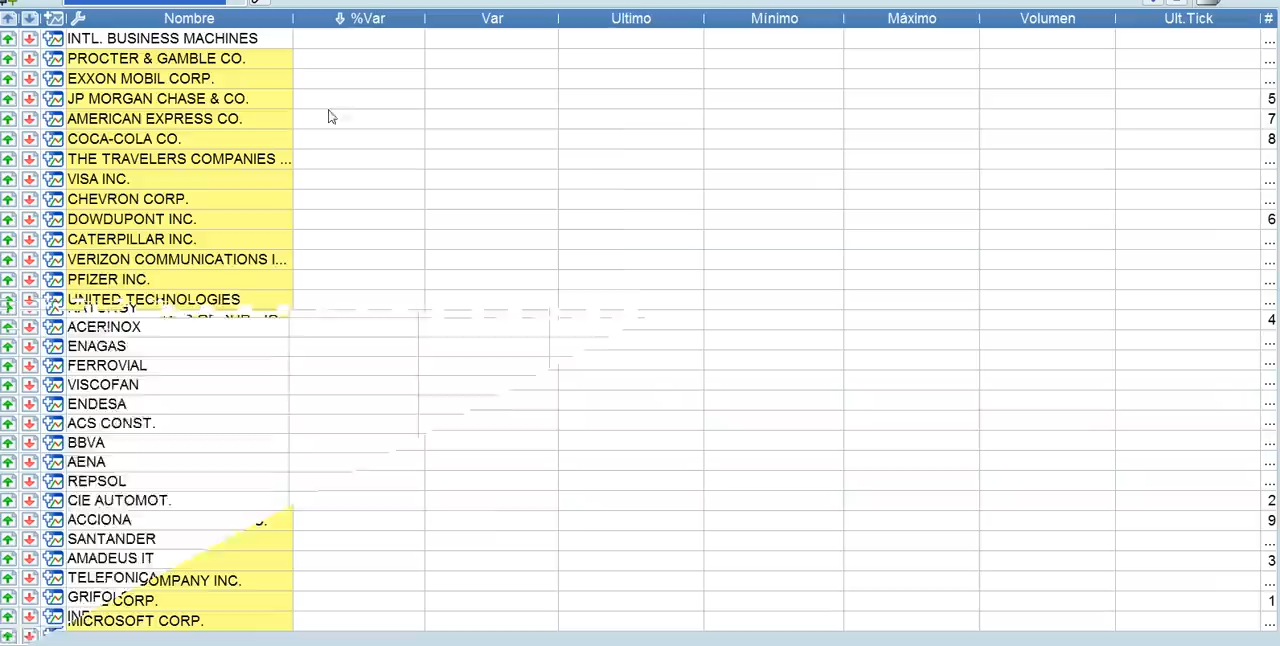 Nombre %Var Var Ultimo Mínimo Máximo Volumen Ult.Tick #
INTL. BUSINESS MACHINES ...
PROCTER & GAMBLE CO. ...
EXXON MOBIL CORP. ...
JP MORGAN CHASE & CO. 5
AMERICAN EXPRESS CO. 7
COCA-COLA CO. 8
THE TRAVELERS COMPANIES ... ...
VISA INC. ...
CHEVRON CORP. ...
DOWDUPONT INC. 6
CATERPILLAR INC. ...
VERIZON COMMUNICATIONS I... ...
PFIZER INC. ...
UNITED TECHNOLOGIES ...
NATURGY 4
ACERINOX
ENAGAS ...
FERROVIAL ...
VISCOFAN ...
ENDESA ...
ACS CONST. ...
BBVA
AENA ...
REPSOL ...
CIE AUTOMOT. 2
ACCIONA 9
SANTANDER ...
AMADEUS IT 3
TELEFONICA COMPANY INC. ...
GRIFOLS CORP. 1
MICROSOFT CORP. ...